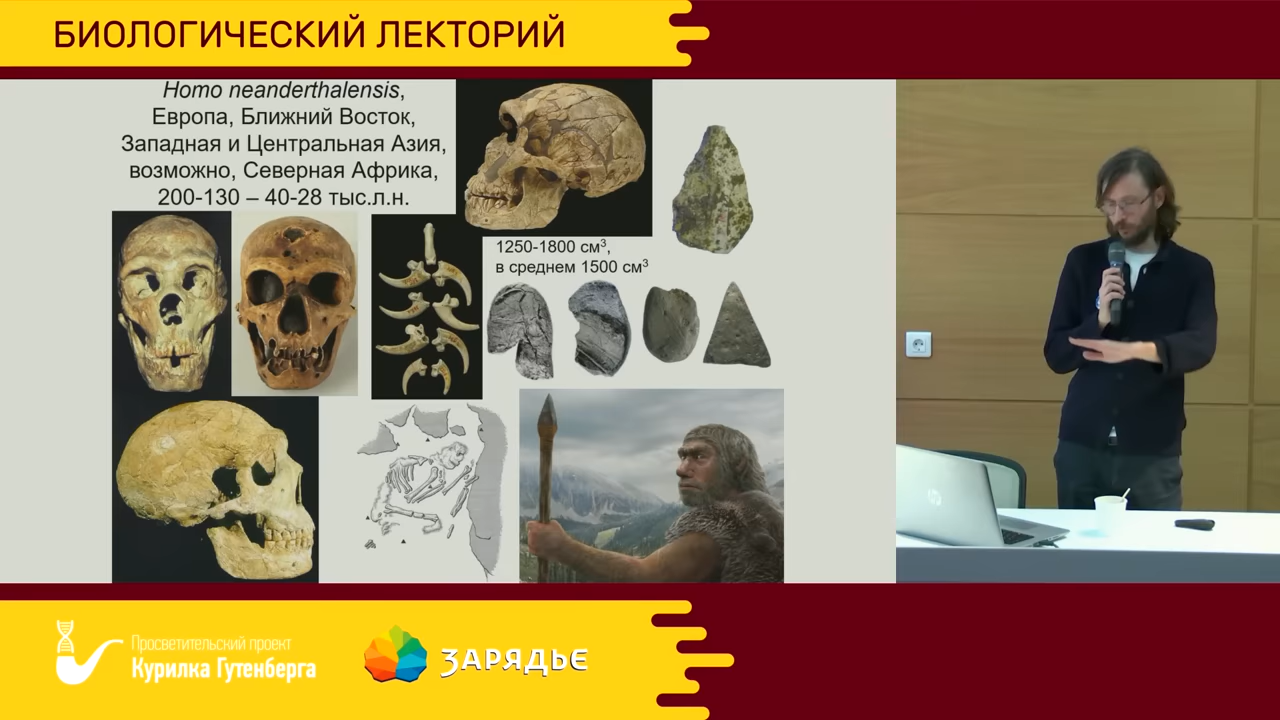 БИОЛОГИЧЕСКИЙ ЛЕКТОРИЙ
Homo neanderthalensis,
Европа, Ближний Восток,
Западная и Центральная Азия,
возможно, Северная Африка,
200-130 – 40-28 тыс.л.н.
1250-1800 см³,
в среднем 1500 см³
Просветительский проект
Курилка Гутенберга
ЗАРЯДЬЕ